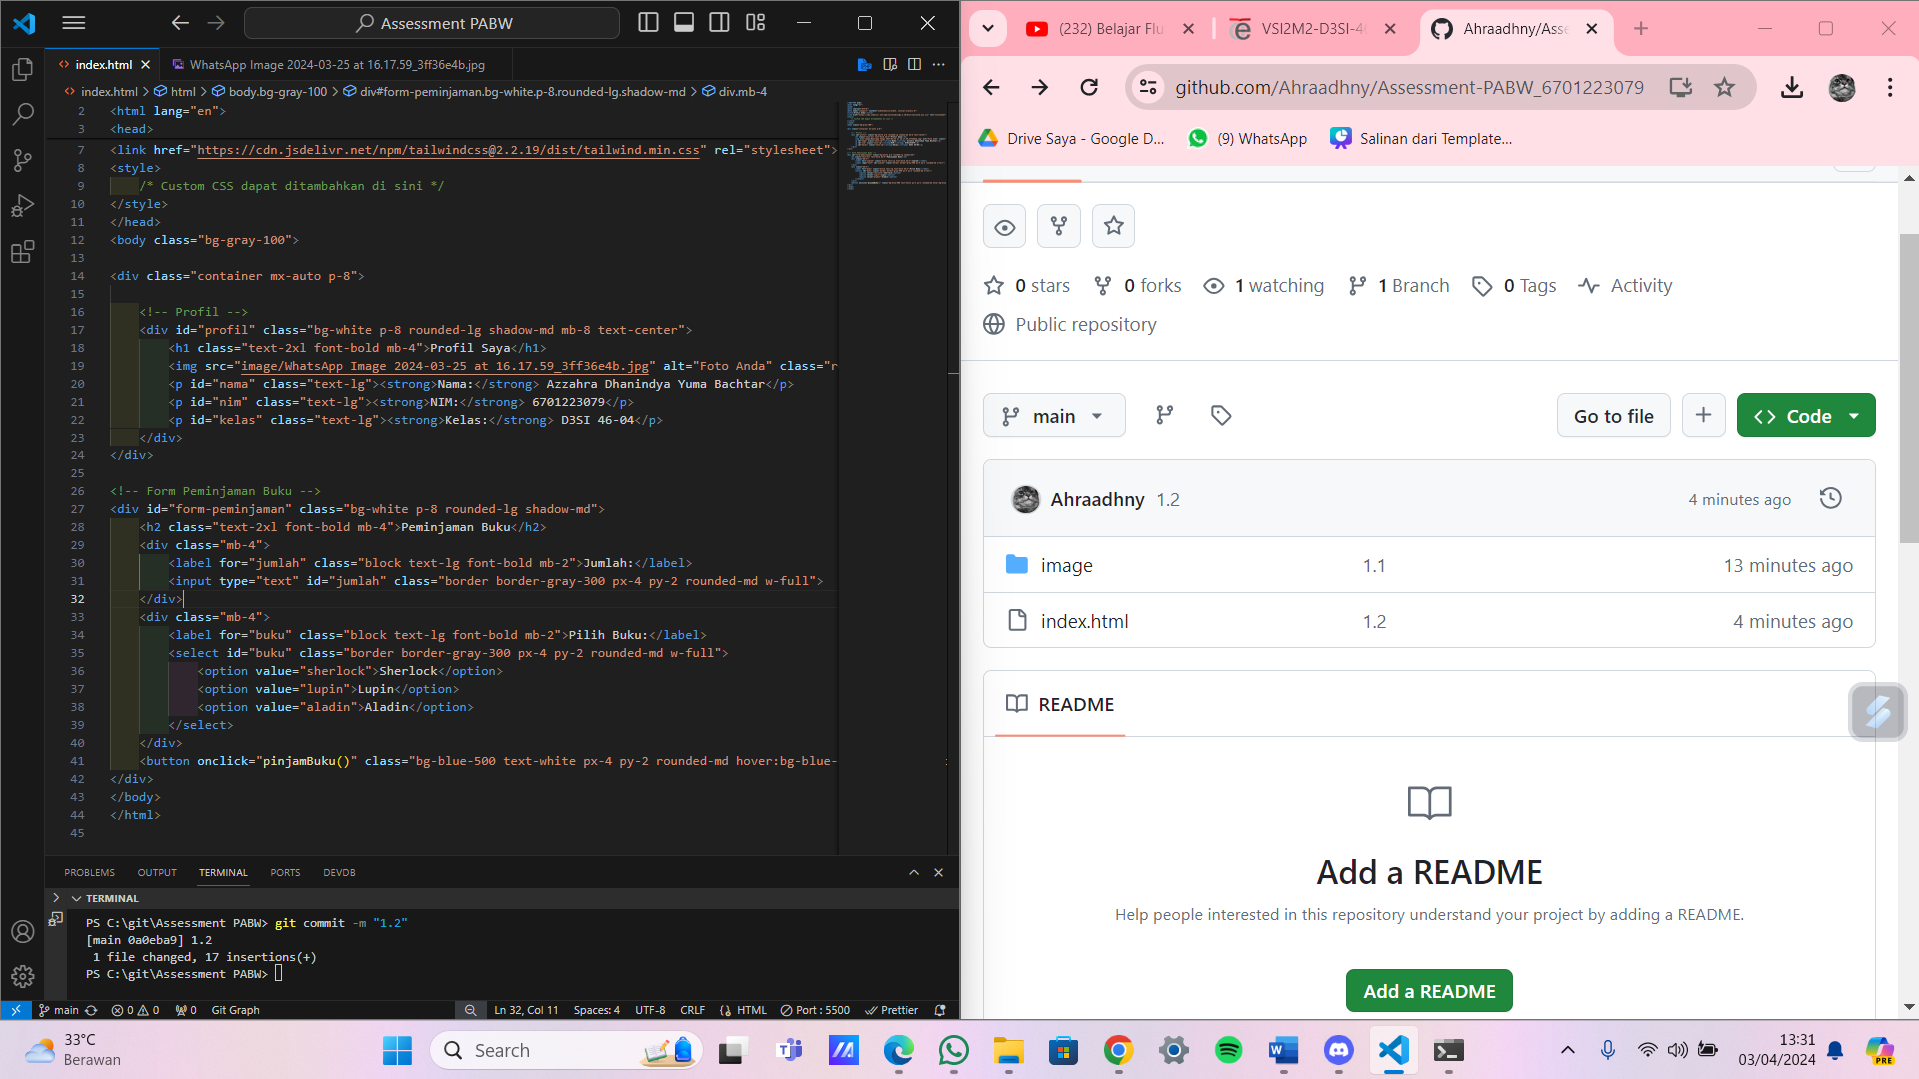 Assessment PABW
index.html
WhatsApp Image 2024-03-25 at 16.17.59_3ff36e4b.jpg
index.html > html > body.bg-gray-100 > div#form-peminjaman.bg-white.p-8.rounded-lg.shadow-md > div.mb-4
2 <html lang="en">
3 <head>
7 <link href="https://cdn.jsdelivr.net/npm/tailwindcss@2.2.19/dist/tailwind.min.css" rel="stylesheet">
8 <style>
9 /* Custom CSS dapat ditambahkan di sini */
10 </style>
11 </head>
12 <body class="bg-gray-100">
13
14 <div class="container mx-auto p-8">
15
16 <!-- Profil -->
17 <div id="profil" class="bg-white p-8 rounded-lg shadow-md mb-8 text-center">
18 <h1 class="text-2xl font-bold mb-4">Profil Saya</h1>
19 <img src="image/WhatsApp Image 2024-03-25 at 16.17.59_3ff36e4b.jpg" alt="Foto Anda" class="r
20 <p id="nama" class="text-lg"><strong>Nama:</strong> Azzahra Dhanindya Yuma Bachtar</p>
21 <p id="nim" class="text-lg"><strong>NIM:</strong> 6701223079</p>
22 <p id="kelas" class="text-lg"><strong>Kelas:</strong> D3SI 46-04</p>
23 </div>
24 </div>
25
26 <!-- Form Peminjaman Buku -->
27 <div id="form-peminjaman" class="bg-white p-8 rounded-lg shadow-md">
28 <h2 class="text-2xl font-bold mb-4">Peminjaman Buku</h2>
29 <div class="mb-4">
30 <label for="jumlah" class="block text-lg font-bold mb-2">Jumlah:</label>
31 <input type="text" id="jumlah" class="border border-gray-300 px-4 py-2 rounded-md w-full">
32 </div>
33 <div class="mb-4">
34 <label for="buku" class="block text-lg font-bold mb-2">Pilih Buku:</label>
35 <select id="buku" class="border border-gray-300 px-4 py-2 rounded-md w-full">
36 <option value="sherlock">Sherlock</option>
37 <option value="lupin">Lupin</option>
38 <option value="aladin">Aladin</option>
39 </select>
40 </div>
41 <button onclick="pinjamBuku()" class="bg-blue-500 text-white px-4 py-2 rounded-md hover:bg-blue-
42 </div>
43 </body>
44 </html>
45
PROBLEMS OUTPUT TERMINAL PORTS DEVDB
TERMINAL
PS C:\git\Assessment PABW> git commit -m "1.2"
[main 0a0eba9] 1.2
1 file changed, 17 insertions(+)
PS C:\git\Assessment PABW>
main 0 0 0 Git Graph Ln 32, Col 11 Spaces: 4 UTF-8 CRLF HTML Port : 5500 Prettier
(232) Belajar Flu
VSI2M2-D3SI-46
Ahraadhny/Asse
github.com/Ahraadhny/Assessment-PABW_6701223079
Drive Saya - Google D... (9) WhatsApp Salinan dari Template...
0 stars 0 forks 1 watching 1 Branch 0 Tags Activity
Public repository
main Go to file Code
Ahraadhny 1.2 4 minutes ago
image 1.1 13 minutes ago
index.html 1.2 4 minutes ago
README
Add a README
Help people interested in this repository understand your project by adding a README.
Add a README
33°C
Berawan
Search
13:31
03/04/2024
PRE